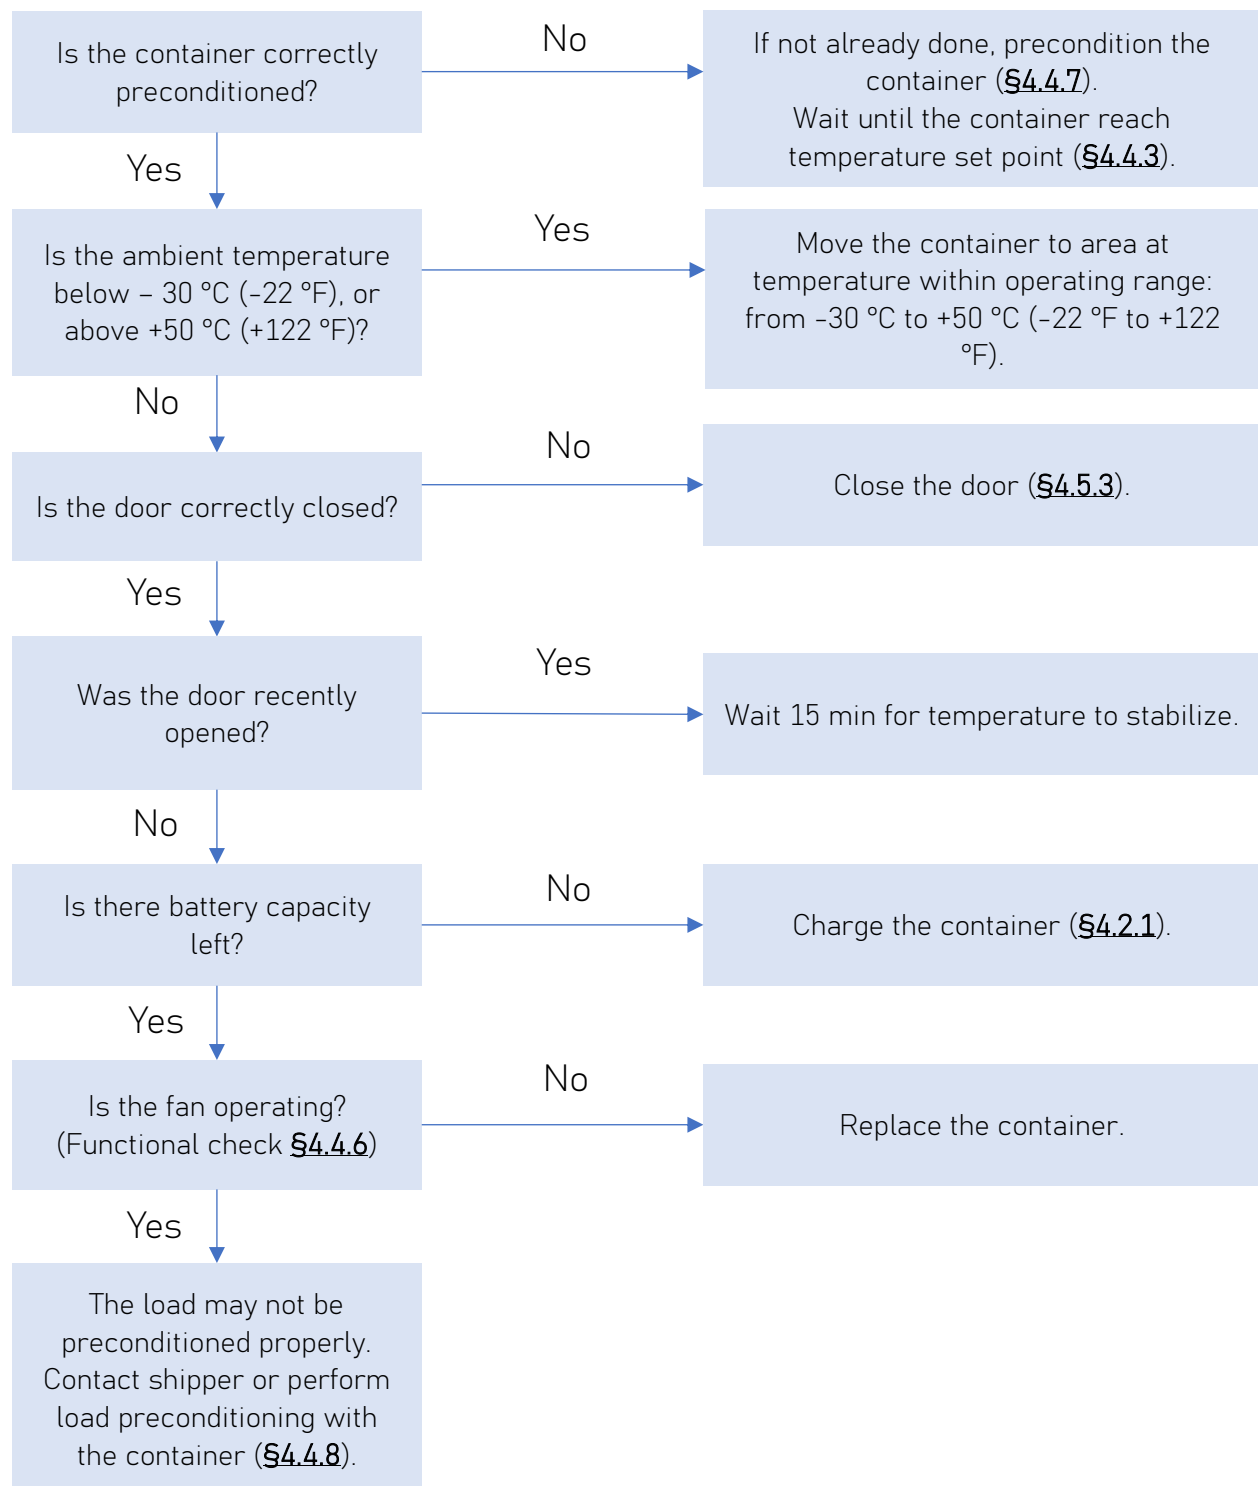 Is the container correctly
preconditioned?
No
If not already done, precondition the
container (§4.4.7).
Wait until the container reach
temperature set point (§4.4.3).
Yes
Is the ambient temperature
below – 30 °C (-22 °F), or
above +50 °C (+122 °F)?
Yes
Move the container to area at
temperature within operating range:
from -30 °C to +50 °C (-22 °F to +122
°F).
No
Is the door correctly closed?
No
Close the door (§4.5.3).
Yes
Was the door recently
opened?
Yes
Wait 15 min for temperature to stabilize.
No
Is there battery capacity
left?
No
Charge the container (§4.2.1).
Yes
Is the fan operating?
(Functional check §4.4.6)
No
Replace the container.
Yes
The load may not be
preconditioned properly.
Contact shipper or perform
load preconditioning with
the container (§4.4.8).